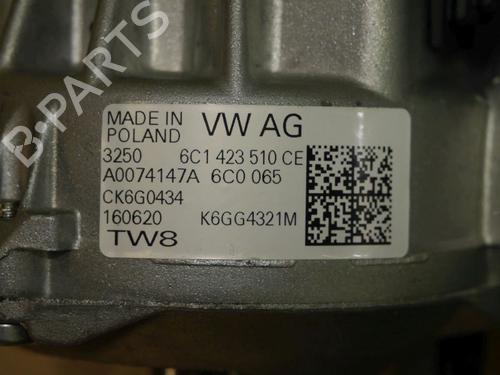 MADE IN
POLAND
VW AG
3250 6C1 423 510 CE
A0074147A 6C0 065
CK6G0434
160620 K6GG4321M
TW8
B-PARTS